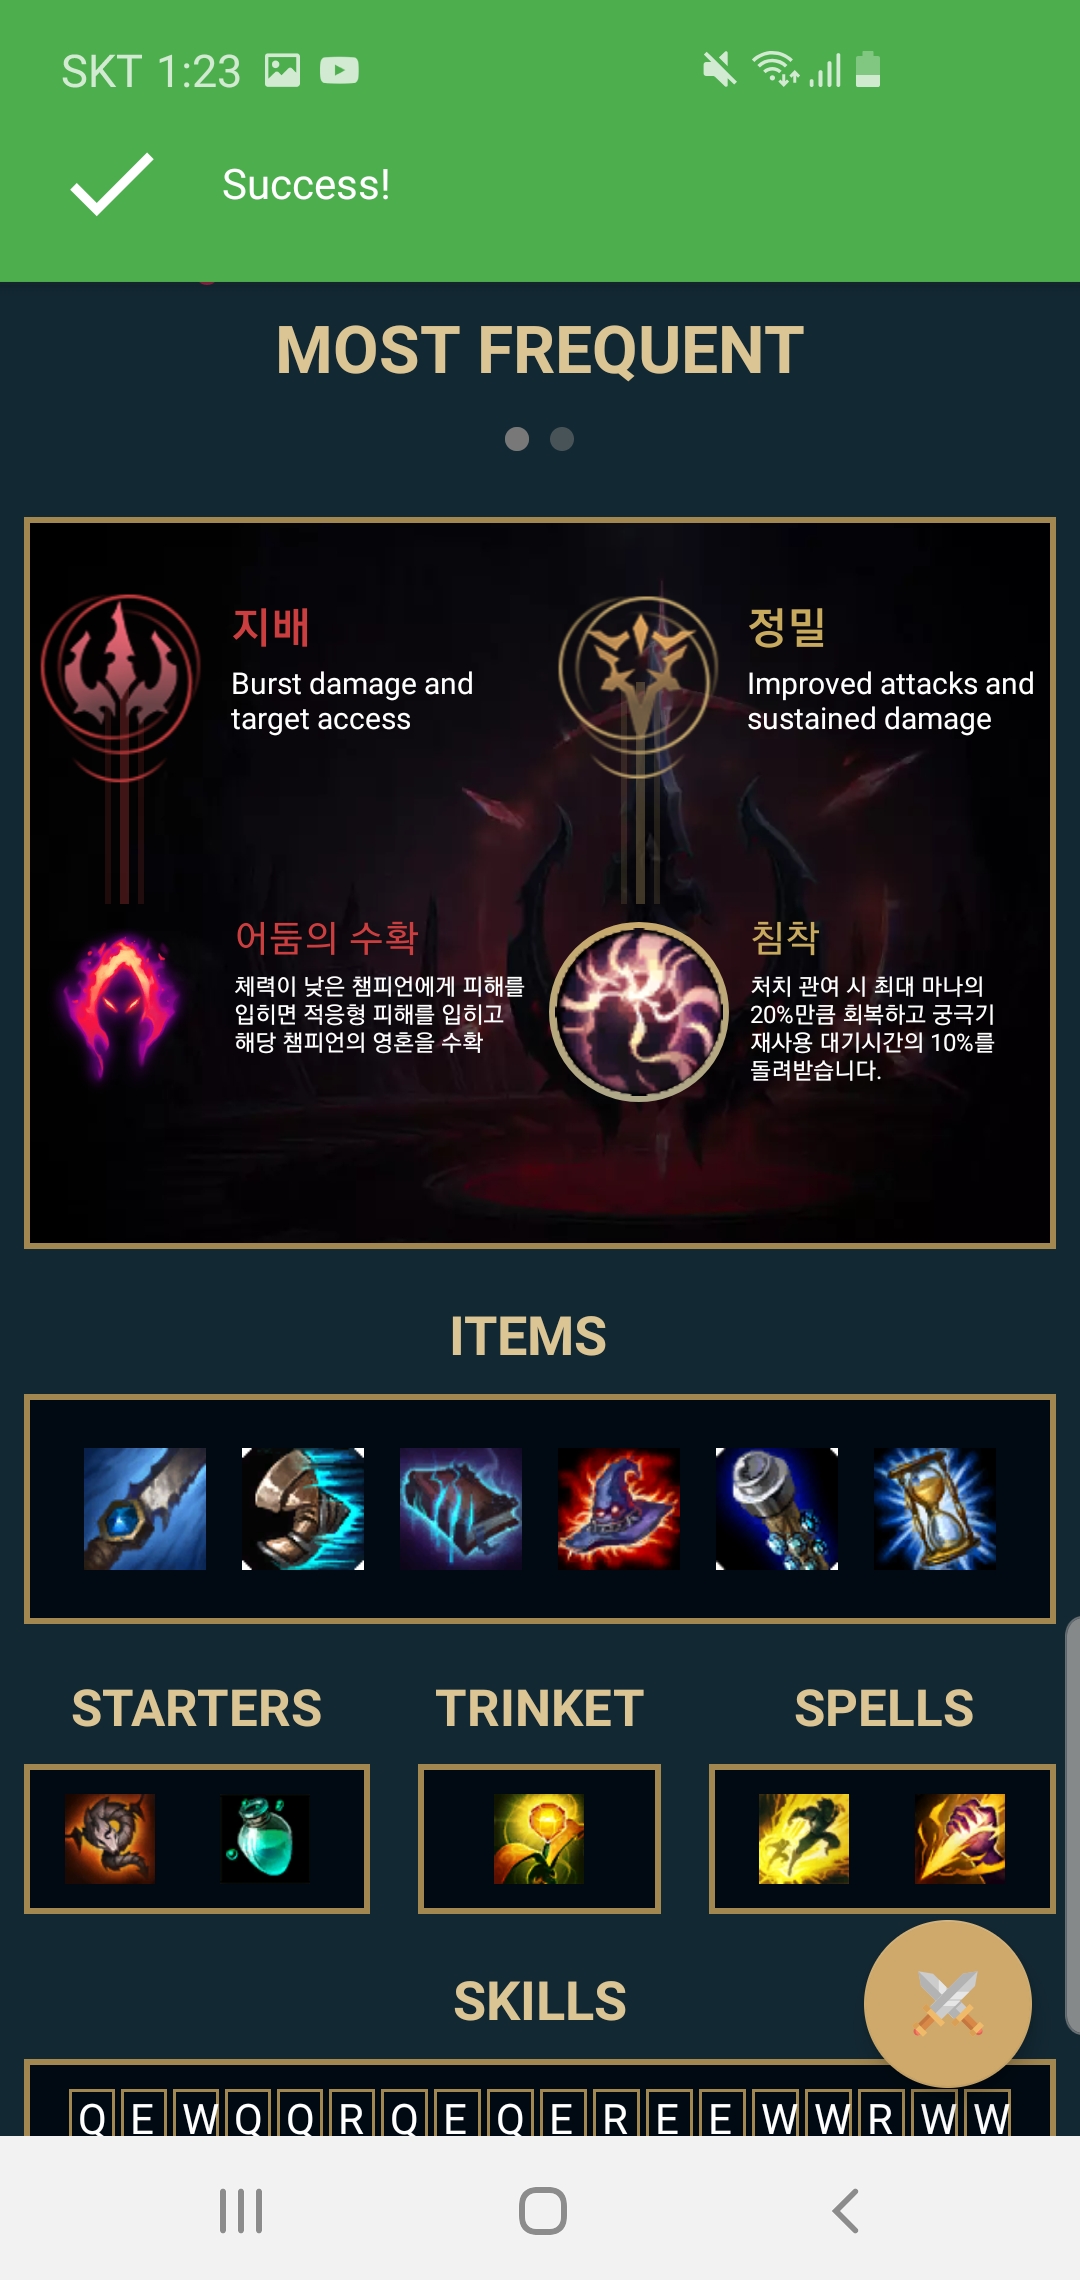 SKT 1:23
Success!
MOST FREQUENT
지배
Burst damage and
target access
정밀
Improved attacks and
sustained damage
어둠의 수확
체력이 낮은 챔피언에게 피해를
입히면 적응형 피해를 입히고
해당 챔피언의 영혼을 수확
침착
처치 관여 시 최대 마나의
20%만큼 회복하고 궁극기
재사용 대기시간의 10%를
돌려받습니다.
ITEMS
STARTERS
TRINKET
SPELLS
SKILLS
Q E W Q Q R Q E Q E R E E W W R W W